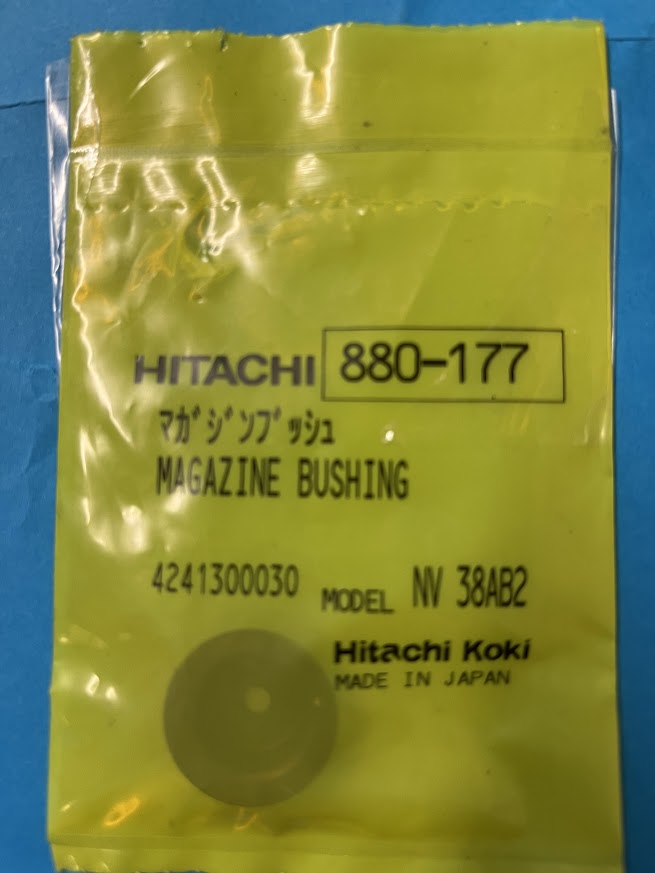 HITACHI 880-177
マガジンブッシュ
MAGAZINE BUSHING
4241300030 MODEL NV 38AB2
Hitachi Koki
MADE IN JAPAN